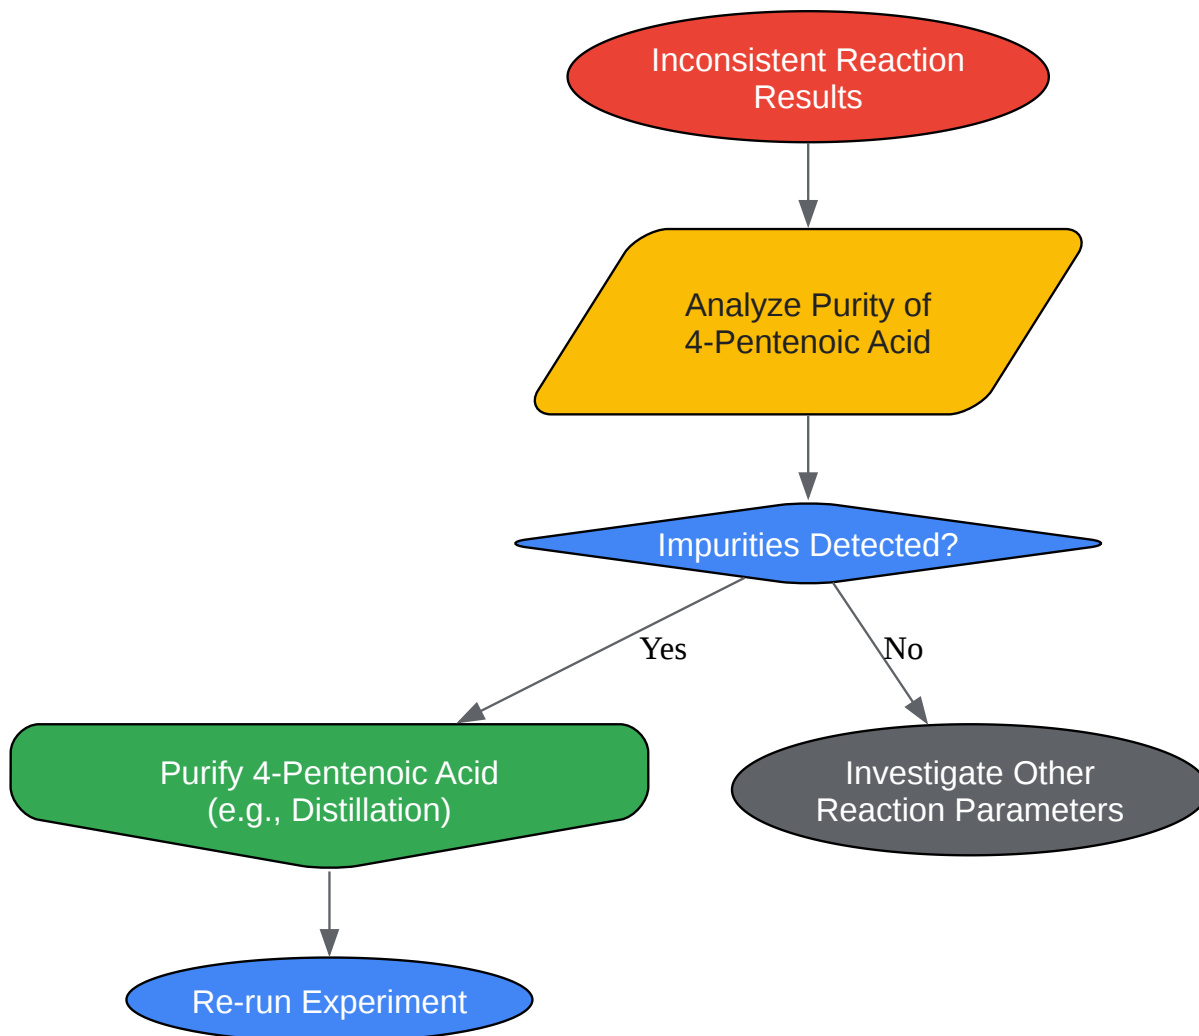 Inconsistent Reaction
Results
Analyze Purity of
4-Pentenoic Acid
Impurities Detected?
Yes
No
Purify 4-Pentenoic Acid
(e.g., Distillation)
Investigate Other
Reaction Parameters
Re-run Experiment